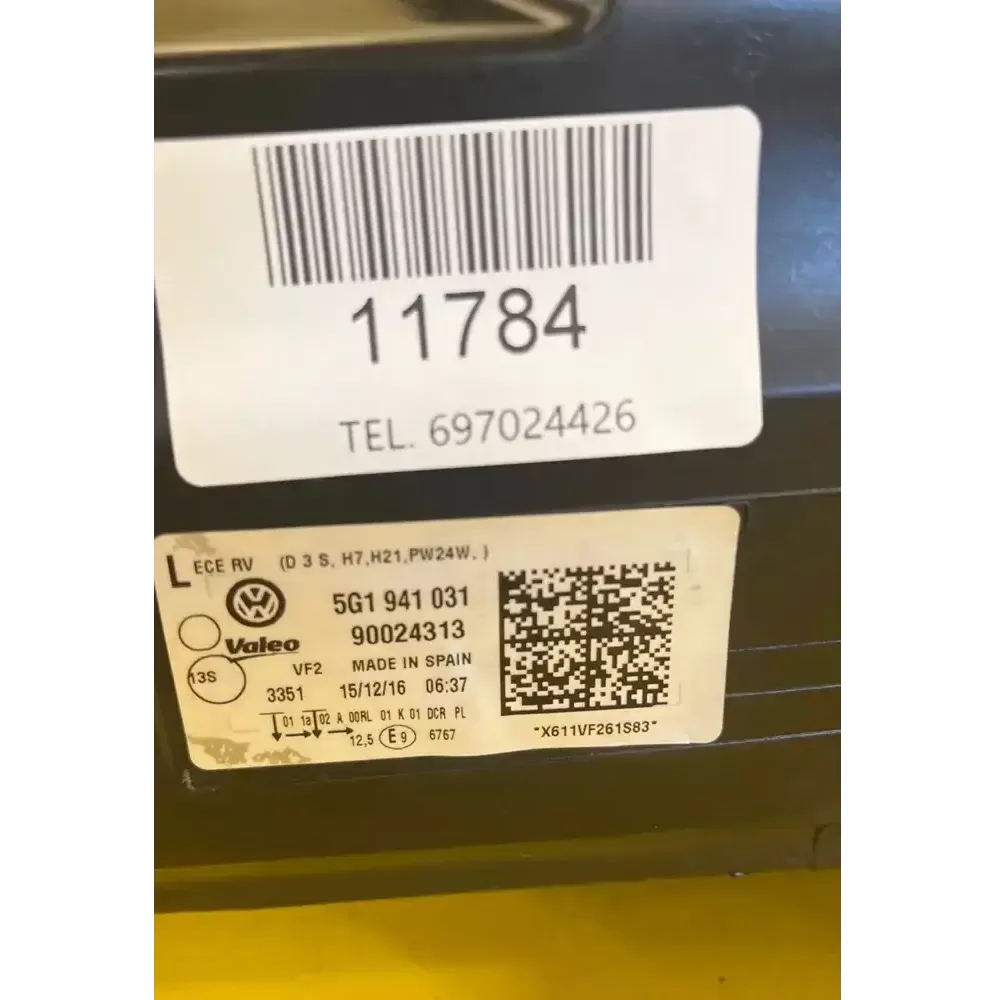 11784
TEL. 697024426
L ECE RV (D 3 S, H7,H21,PW24W. )
5G1 941 031
Valeo 90024313
13S
VF2 MADE IN SPAIN
3351 15/12/16 06:37
01 1a 02 A 00RL 01 K 01 DCR PL
12,5 E9 6767
"X611VF261S83"